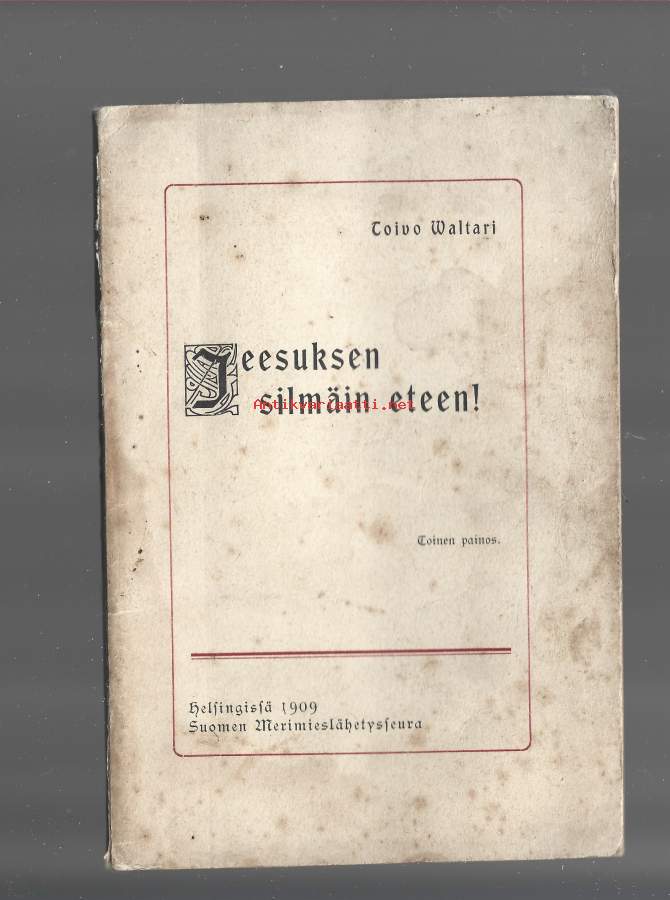 Toivo Waltari
Jeesuksen
silmäin eteen!
Antikvariaatti.net
Toinen painos.
Helsingissä 1909
Suomen Merimieslähetysseura